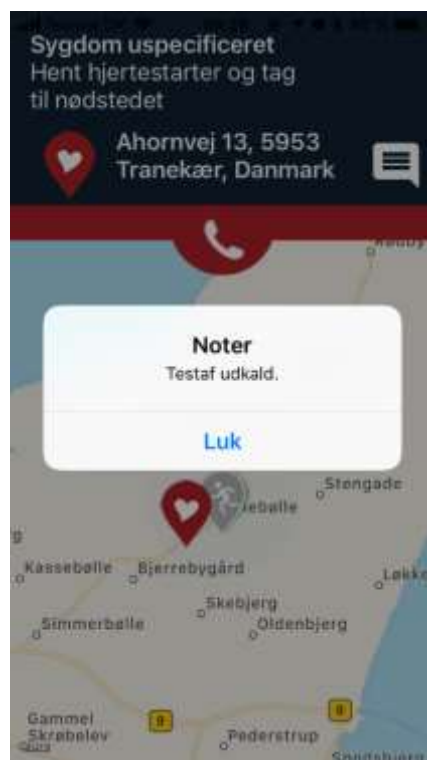 Sygdom uspecificeret
Hent hjertestarter og tag
til nødstedet
Ahornvej 13, 5953
Tranekær, Danmark
Noter
Testaf udkald.
Luk
Stengade
Kassebølle
Bjerrebygård
Skebjerg
Simmerbølle
Oldenbjerg
9
9
Gammel
Skrøbelev
Pederstrup